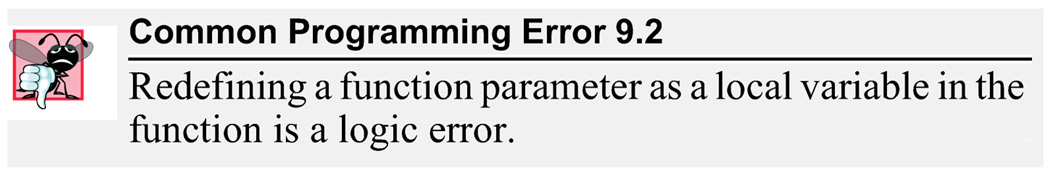 Common Programming Error 9.2
Redefining a function parameter as a local variable in the
function is a logic error.